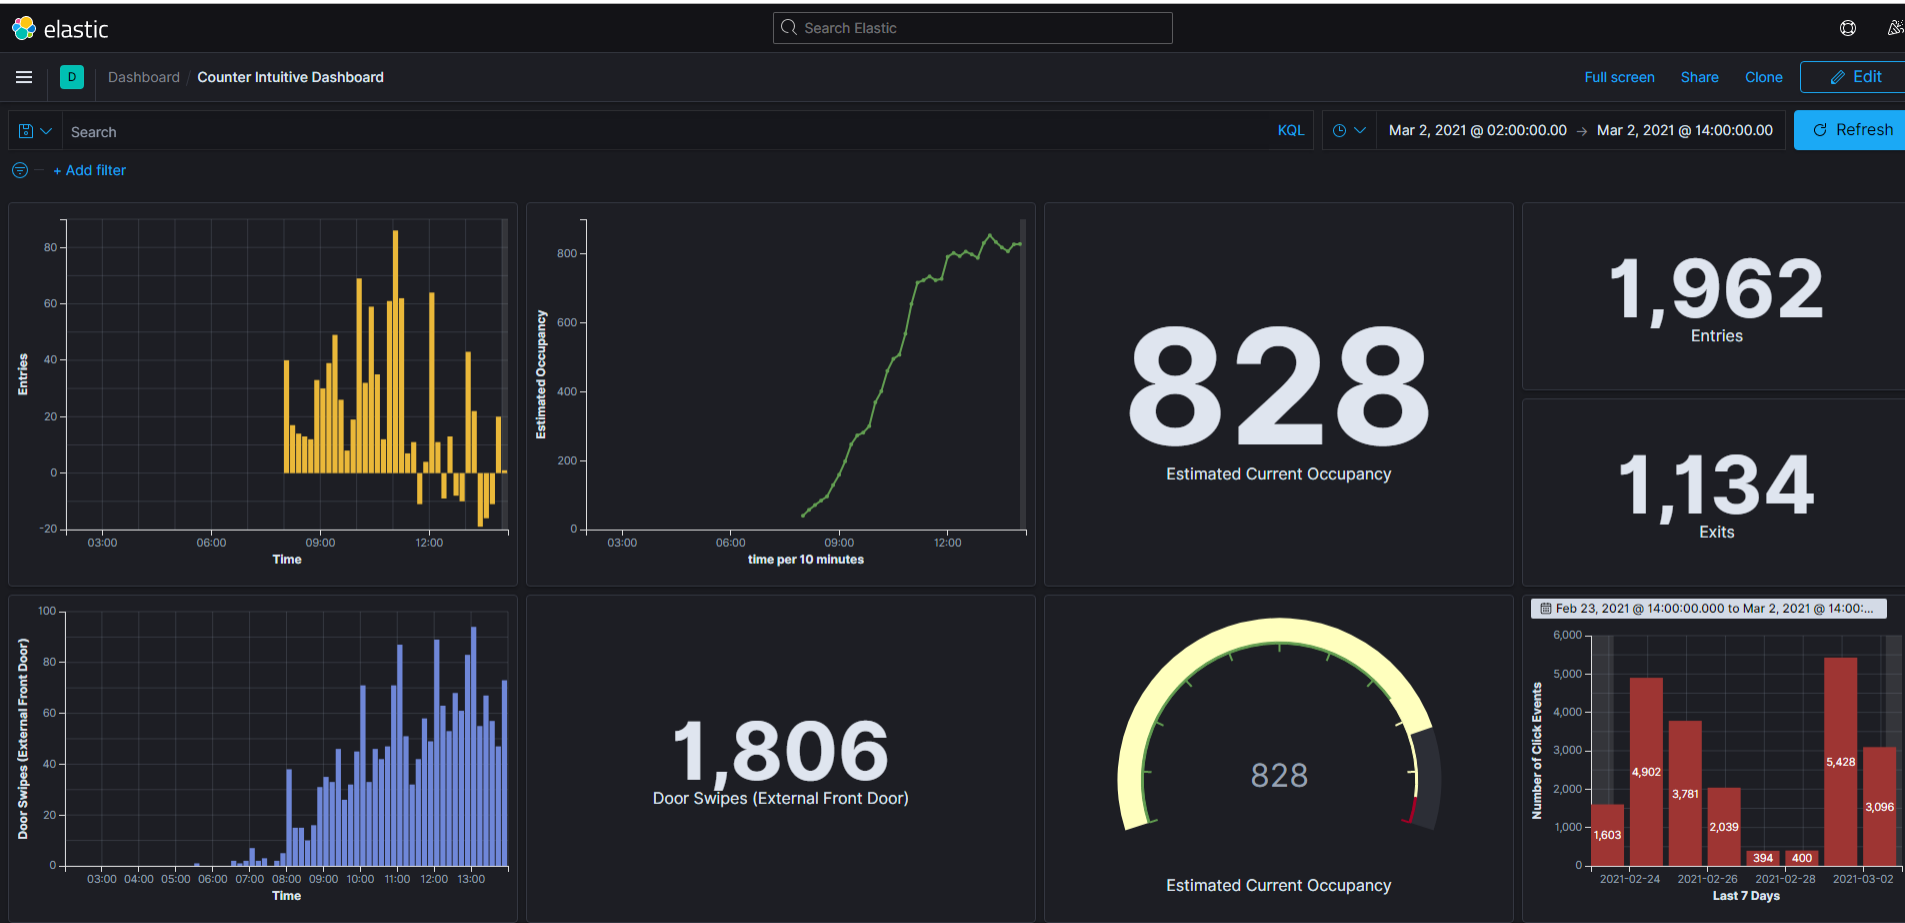 elastic
Search Elastic
D
Dashboard / Counter Intuitive Dashboard
Full screen
Share
Clone
Edit
Search
KQL
Mar 2, 2021 @ 02:00:00.00 → Mar 2, 2021 @ 14:00:00.00
Refresh
+ Add filter
Entries
80
60
40
20
0
-20
03:00 06:00 09:00 12:00
Time
Estimated Occupancy
800
600
400
200
0
03:00 06:00 09:00 12:00
time per 10 minutes
828
Estimated Current Occupancy
1,962
Entries
1,134
Exits
Door Swipes (External Front Door)
100
80
60
40
20
0
03:00 04:00 05:00 06:00 07:00 08:00 09:00 10:00 11:00 12:00 13:00
Time
1,806
Door Swipes (External Front Door)
828
Estimated Current Occupancy
Feb 23, 2021 @ 14:00:00.000 to Mar 2, 2021 @ 14:00:...
Number of Click Events
6,000
5,000
4,000
3,000
2,000
1,000
0
1,603
4,902
3,781
2,039
394
400
5,428
3,096
2021-02-24 2021-02-26 2021-02-28 2021-03-02
Last 7 Days